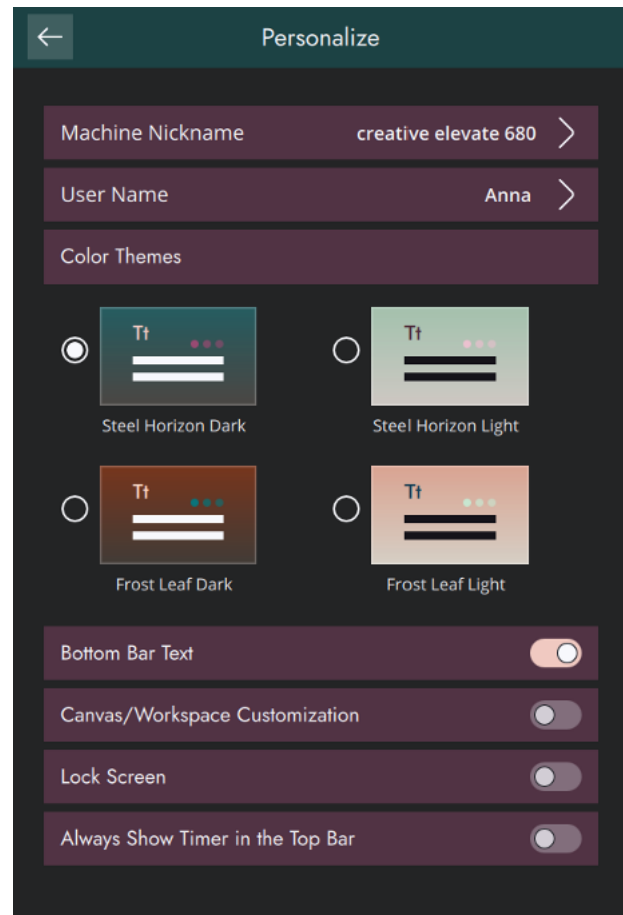 Personalize
Machine Nickname creative elevate 680
User Name Anna
Color Themes
Tt Tt
Steel Horizon Dark Steel Horizon Light
Tt Tt
Frost Leaf Dark Frost Leaf Light
Bottom Bar Text
Canvas/Workspace Customization
Lock Screen
Always Show Timer in the Top Bar